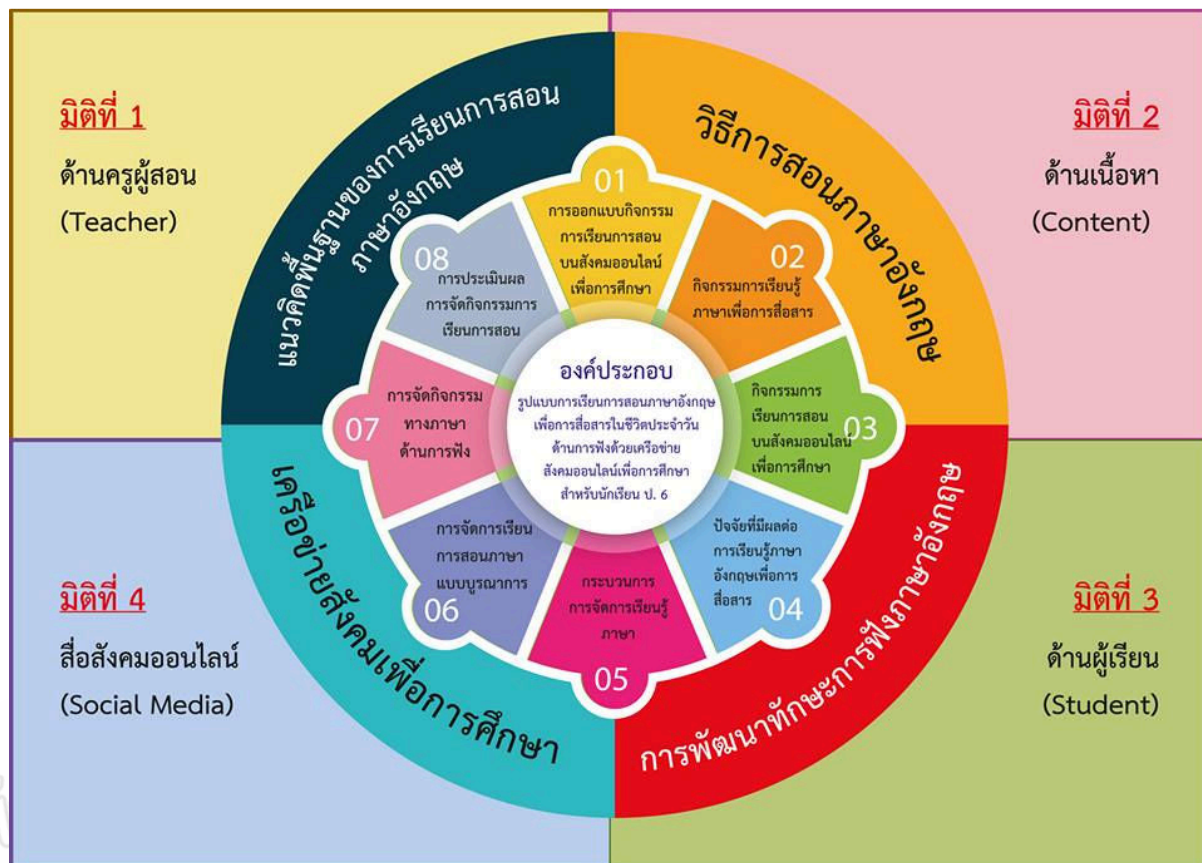 มิติที่ 1
ด้านครูผู้สอน
(Teacher)
มิติที่ 2
ด้านเนื้อหา
(Content)
แนวคิดพื้นฐานของการเรียนการสอน
ภาษาอังกฤษ
วิธีการสอนภาษาอังกฤษ
01
การออกแบบกิจกรรม
การเรียนการสอน
บนสังคมออนไลน์
เพื่อการศึกษา
02
กิจกรรมการเรียนรู้
ภาษาเพื่อการสื่อสาร
03
กิจกรรมการ
เรียนการสอน
บนสังคมออนไลน์
เพื่อการศึกษา
04
ปัจจัยที่มีผลต่อ
การเรียนรู้ภาษา
อังกฤษเพื่อการ
สื่อสาร
05
กระบวนการ
การจัดการเรียนรู้
ภาษา
06
การจัดการเรียน
การสอนภาษา
แบบบูรณาการ
07
การจัดกิจกรรม
ทางภาษา
ด้านการฟัง
08
การประเมินผล
การจัดกิจกรรมการ
เรียนการสอน
องค์ประกอบ
รูปแบบการเรียนการสอนภาษาอังกฤษ
เพื่อการสื่อสารในชีวิตประจำวัน
ด้านการฟังด้วยเครือข่าย
สังคมออนไลน์เพื่อการศึกษา
สำหรับนักเรียน ป. 6
เครือข่ายสังคมเพื่อการศึกษา
การพัฒนาทักษะการฟังภาษาอังกฤษ
มิติที่ 4
สื่อสังคมออนไลน์
(Social Media)
มิติที่ 3
ด้านผู้เรียน
(Student)